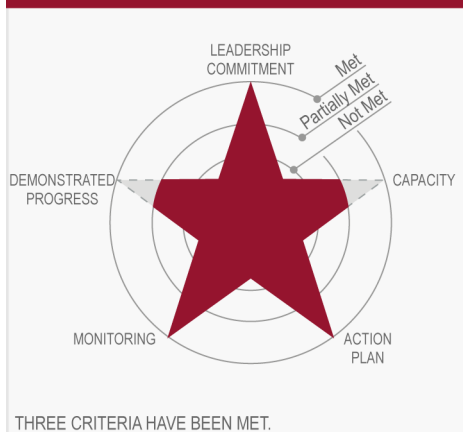 LEADERSHIP
COMMITMENT
Met
Partially Met
Not Met
DEMONSTRATED
PROGRESS
CAPACITY
MONITORING
ACTION
PLAN
THREE CRITERIA HAVE BEEN MET.